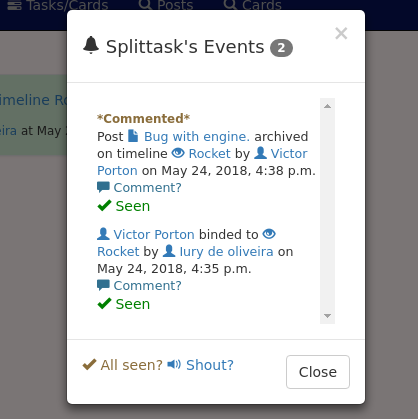 Tasks/Cards Posts Cards
Splittask's Events 2 ×
*Commented*
Post Bug with engine. archived
on timeline Rocket by Victor
Porton on May 24, 2018, 4:38 p.m.
Comment?
Seen
Victor Porton binded to
Rocket by Iury de oliveira on
May 24, 2018, 4:35 p.m.
Comment?
Seen
All seen? Shout? Close
imeline Ro
eira at May